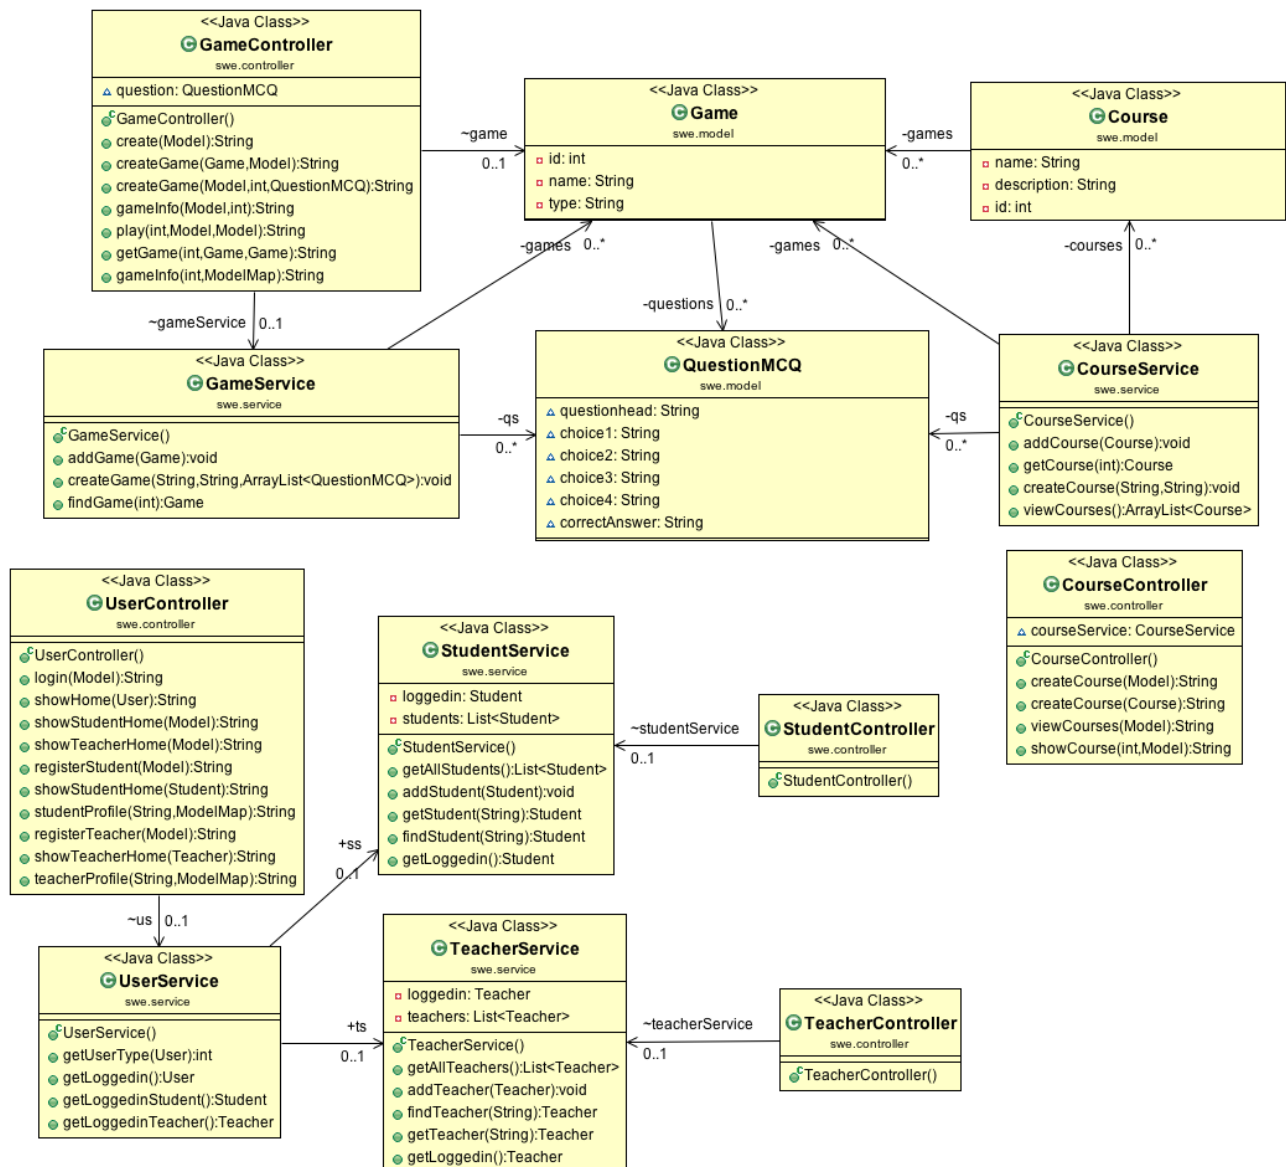 <<Java Class>>
GameController
swe.controller
question: QuestionMCQ
GameController()
create(Model):String
createGame(Game,Model):String
createGame(Model,int,QuestionMCQ):String
gameInfo(Model,int):String
play(int,Model,Model):String
getGame(int,Game,Game):String
gameInfo(int,ModelMap):String
~game
0..1
<<Java Class>>
Game
swe.model
id: int
name: String
type: String
-games
0..*
<<Java Class>>
Course
swe.model
name: String
description: String
id: int
~gameService
0..1
-games
0..*
-questions
0..*
-games
0..*
-courses
0..*
<<Java Class>>
GameService
swe.service
GameService()
addGame(Game):void
createGame(String,String,ArrayList<QuestionMCQ>):void
findGame(int):Game
-qs
0..*
<<Java Class>>
QuestionMCQ
swe.model
questionhead: String
choice1: String
choice2: String
choice3: String
choice4: String
correctAnswer: String
-qs
0..*
<<Java Class>>
CourseService
swe.service
CourseService()
addCourse(Course):void
getCourse(int):Course
createCourse(String,String):void
viewCourses():ArrayList<Course>
<<Java Class>>
CourseController
swe.controller
courseService: CourseService
CourseController()
createCourse(Model):String
createCourse(Course):String
viewCourses(Model):String
showCourse(int,Model):String
<<Java Class>>
UserController
swe.controller
UserController()
login(Model):String
showHome(User):String
showStudentHome(Model):String
showTeacherHome(Model):String
registerStudent(Model):String
showStudentHome(Student):String
studentProfile(String,ModelMap):String
registerTeacher(Model):String
showTeacherHome(Teacher):String
teacherProfile(String,ModelMap):String
<<Java Class>>
StudentService
swe.service
loggedin: Student
students: List<Student>
StudentService()
getAllStudents():List<Student>
addStudent(Student):void
getStudent(String):Student
findStudent(String):Student
getLoggedin():Student
~studentService
0..1
<<Java Class>>
StudentController
swe.controller
StudentController()
+ss
0..1
~us
0..1
<<Java Class>>
UserService
swe.service
UserService()
getUserType(User):int
getLoggedin():User
getLoggedinStudent():Student
getLoggedinTeacher():Teacher
+ts
0..1
<<Java Class>>
TeacherService
swe.service
loggedin: Teacher
teachers: List<Teacher>
TeacherService()
getAllTeachers():List<Teacher>
addTeacher(Teacher):void
findTeacher(String):Teacher
getTeacher(String):Teacher
getLoggedin():Teacher
~teacherService
0..1
<<Java Class>>
TeacherController
swe.controller
TeacherController()